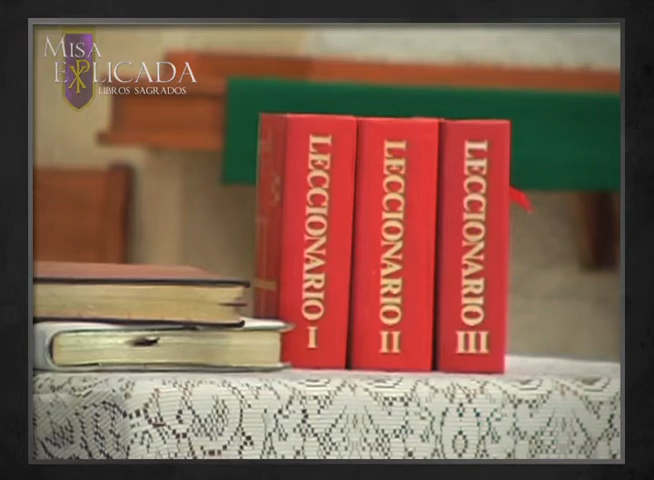 MISA
EXPLICADA
LIBROS SAGRADOS
LECCIONARIO I
LECCIONARIO II
LECCIONARIO III